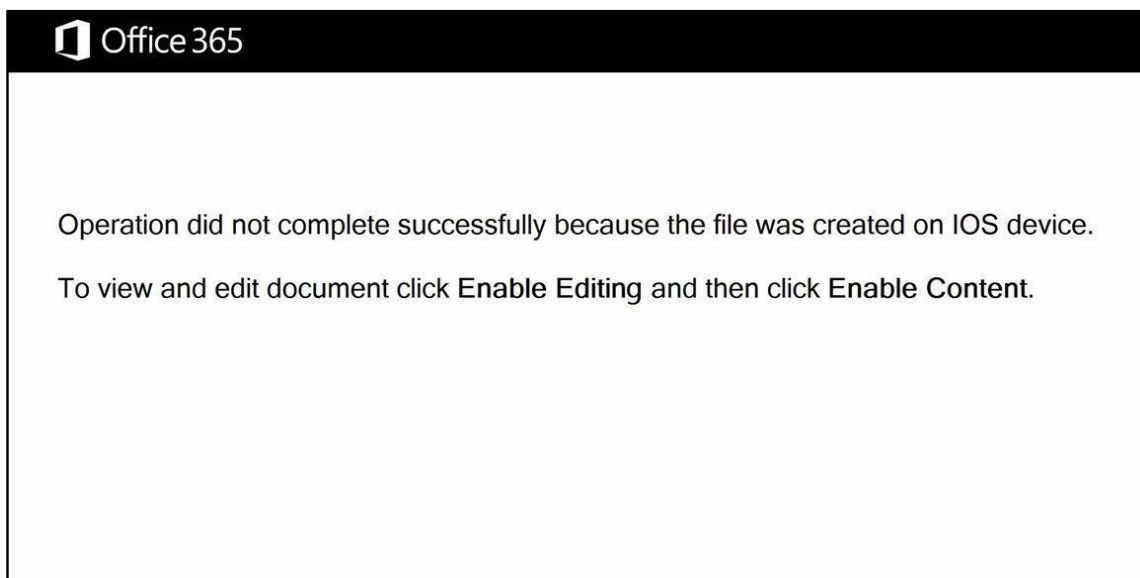 Office 365
Operation did not complete successfully because the file was created on IOS device.
To view and edit document click Enable Editing and then click Enable Content.